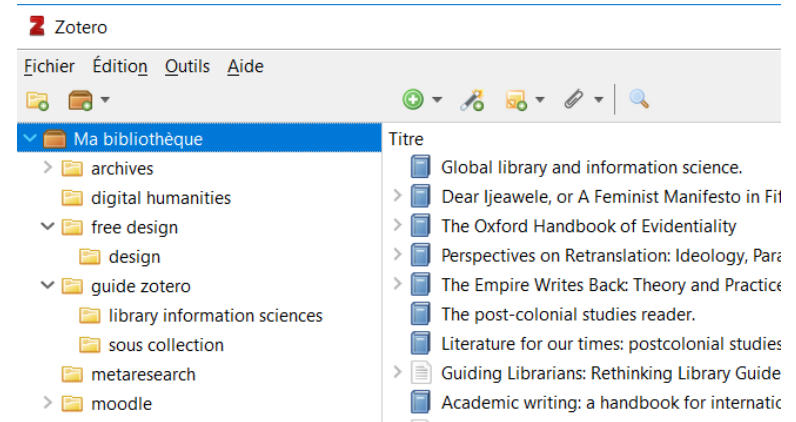 Zotero
Fichier Édition Outils Aide
Ma bibliothèque
archives
digital humanities
free design
design
guide zotero
library information sciences
sous collection
metaresearch
moodle
Titre
Global library and information science.
Dear Ijeawele, or A Feminist Manifesto in Fif
The Oxford Handbook of Evidentiality
Perspectives on Retranslation: Ideology, Para
The Empire Writes Back: Theory and Practice
The post-colonial studies reader.
Literature for our times: postcolonial studies
Guiding Librarians: Rethinking Library Guide
Academic writing: a handbook for internatic